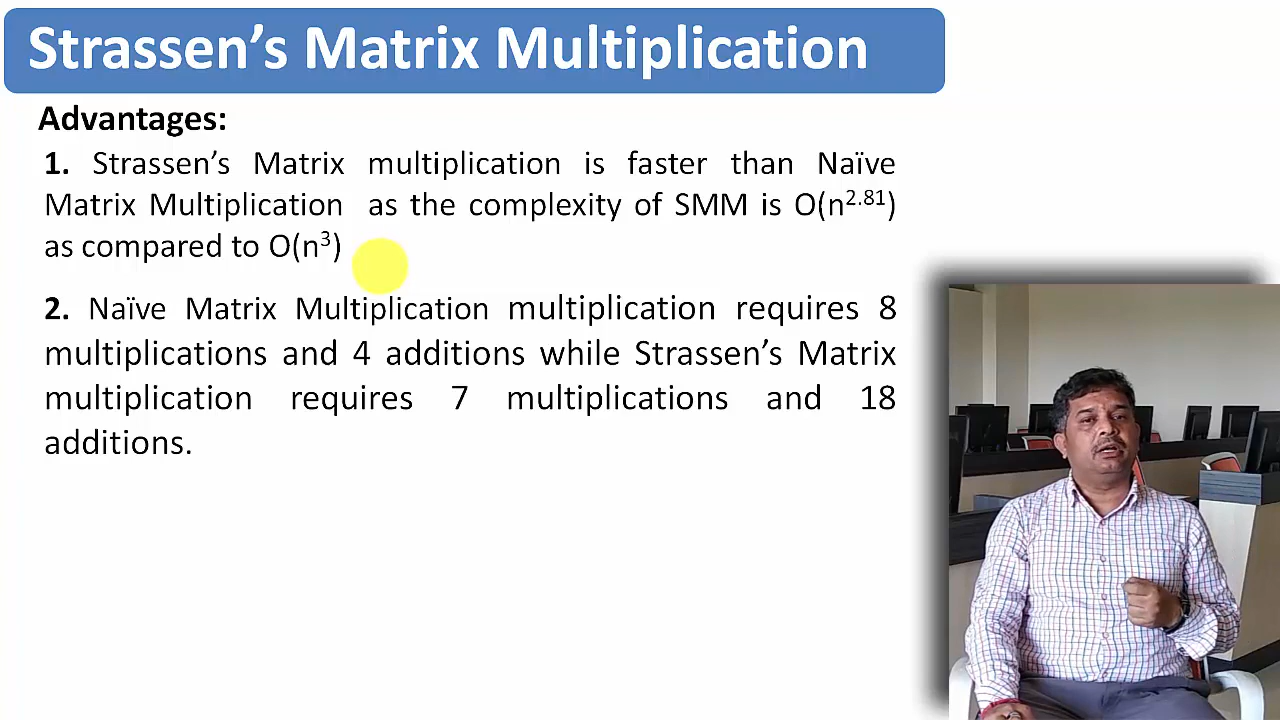 Strassen’s Matrix Multiplication
Advantages:
1. Strassen’s Matrix multiplication is faster than Naïve
Matrix Multiplication as the complexity of SMM is O(n^2.81)
as compared to O(n^3)
2. Naïve Matrix Multiplication multiplication requires 8
multiplications and 4 additions while Strassen’s Matrix
multiplication requires 7 multiplications and 18
additions.